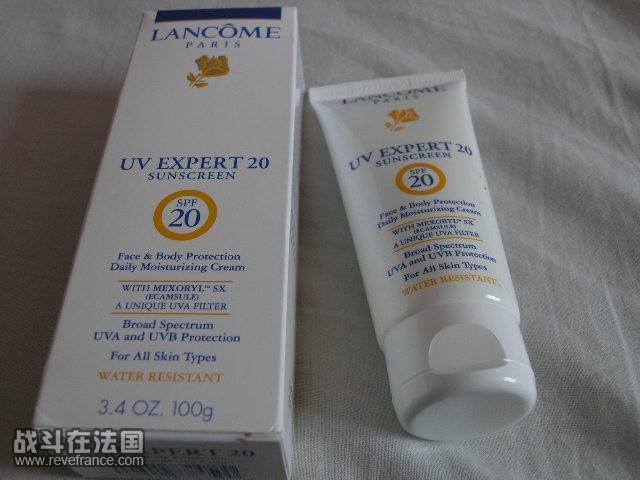 LANCÔME
PARIS
UV EXPERT 20
SUNSCREEN
SPF
20
Face & Body Protection
Daily Moisturizing Cream
WITH MEXORYL™ SX
(ECAMSULE)
A UNIQUE UVA FILTER
Broad Spectrum
UVA and UVB Protection
For All Skin Types
WATER RESISTANT
3.4 OZ. 100g
EXPERT 20
LANCÔME
PARIS
UV EXPERT 20
SUNSCREEN
SPF
20
Face & Body Protection
Daily Moisturizing Cream
WITH MEXORYL™ SX
(ECAMSULE)
A UNIQUE UVA FILTER
Broad Spectrum
UVA and UVB Protection
For All Skin Types
WATER RESISTANT
战斗在法国
www.revefrance.com